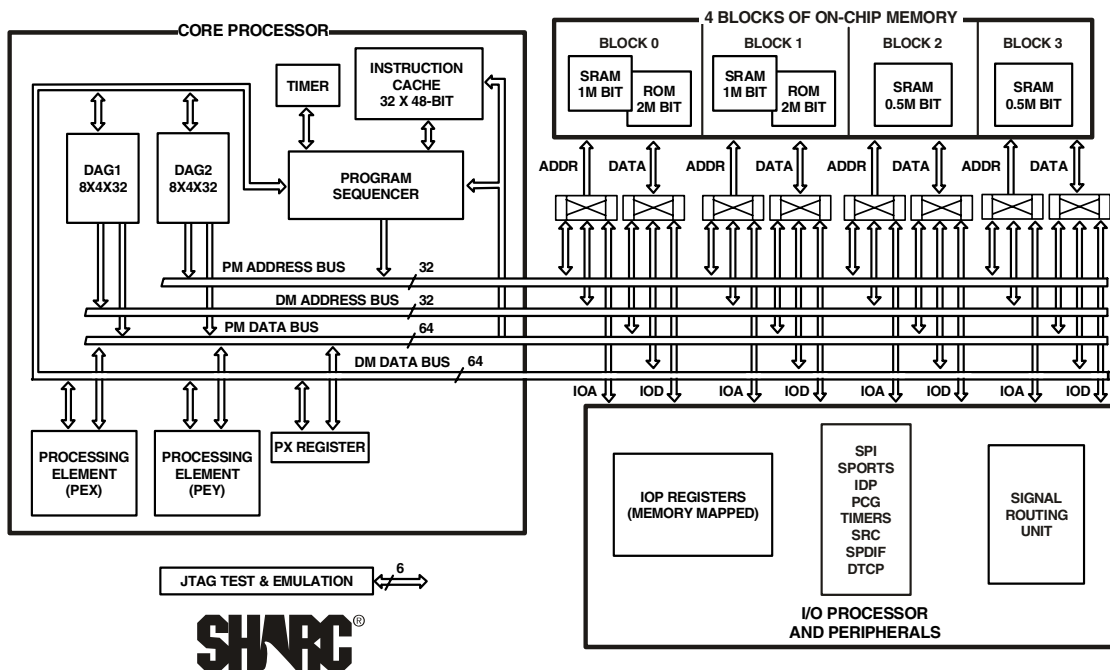 CORE PROCESSOR
TIMER
INSTRUCTION
CACHE
32 X 48-BIT
DAG1
8X4X32
DAG2
8X4X32
PROGRAM
SEQUENCER
PM ADDRESS BUS
32
DM ADDRESS BUS
32
PM DATA BUS
64
DM DATA BUS
64
PROCESSING
ELEMENT
(PEX)
PROCESSING
ELEMENT
(PEY)
PX REGISTER
JTAG TEST & EMULATION
6
SHARC®
4 BLOCKS OF ON-CHIP MEMORY
BLOCK 0
BLOCK 1
BLOCK 2
BLOCK 3
SRAM
1M BIT
ROM
2M BIT
SRAM
1M BIT
ROM
2M BIT
SRAM
0.5M BIT
SRAM
0.5M BIT
ADDR
DATA
ADDR
DATA
ADDR
DATA
ADDR
DATA
IOA
IOD
IOA
IOD
IOA
IOD
IOA
IOD
IOP REGISTERS
(MEMORY MAPPED)
SPI
SPORTS
IDP
PCG
TIMERS
SRC
SPDIF
DTCP
SIGNAL
ROUTING
UNIT
I/O PROCESSOR
AND PERIPHERALS